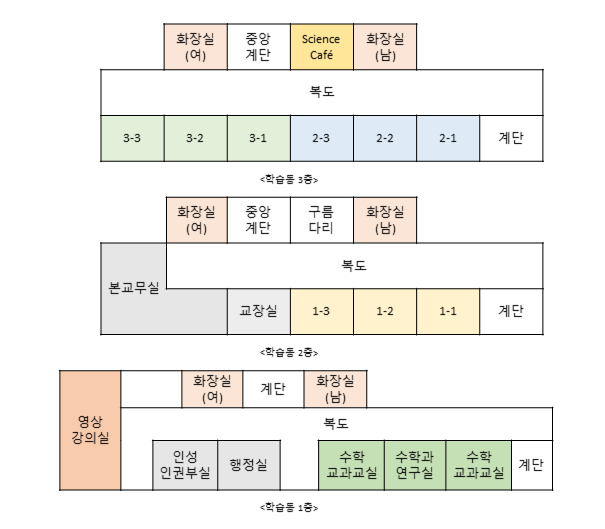 화장실 중앙 Science 화장실
(여) 계단 Café (남)
복도
3-3 3-2 3-1 2-3 2-2 2-1 계단
<학습동 3층>
화장실 중앙 구름 화장실
(여) 계단 다리 (남)
복도
본교무실
교장실 1-3 1-2 1-1 계단
<학습동 2층>
화장실 계단 화장실
(여) (남)
영상 복도
강의실
인성 행정실 수학 수학과 수학 계단
인권부실 교과교실 연구실 교과교실
<학습동 1층>